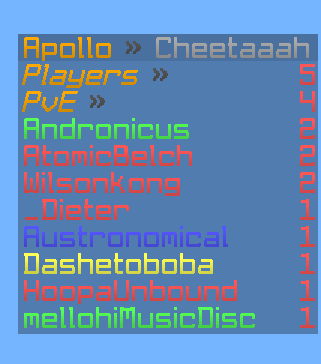 Apollo » Cheetaaah
Players » 5
PvE » 4
Andronicus 2
AtomicBelch 2
WilsonKong 2
_Dieter 1
Austronomical 1
Dashetoboba 1
HoopaUnbound 1
mellohiMusicDisc 1